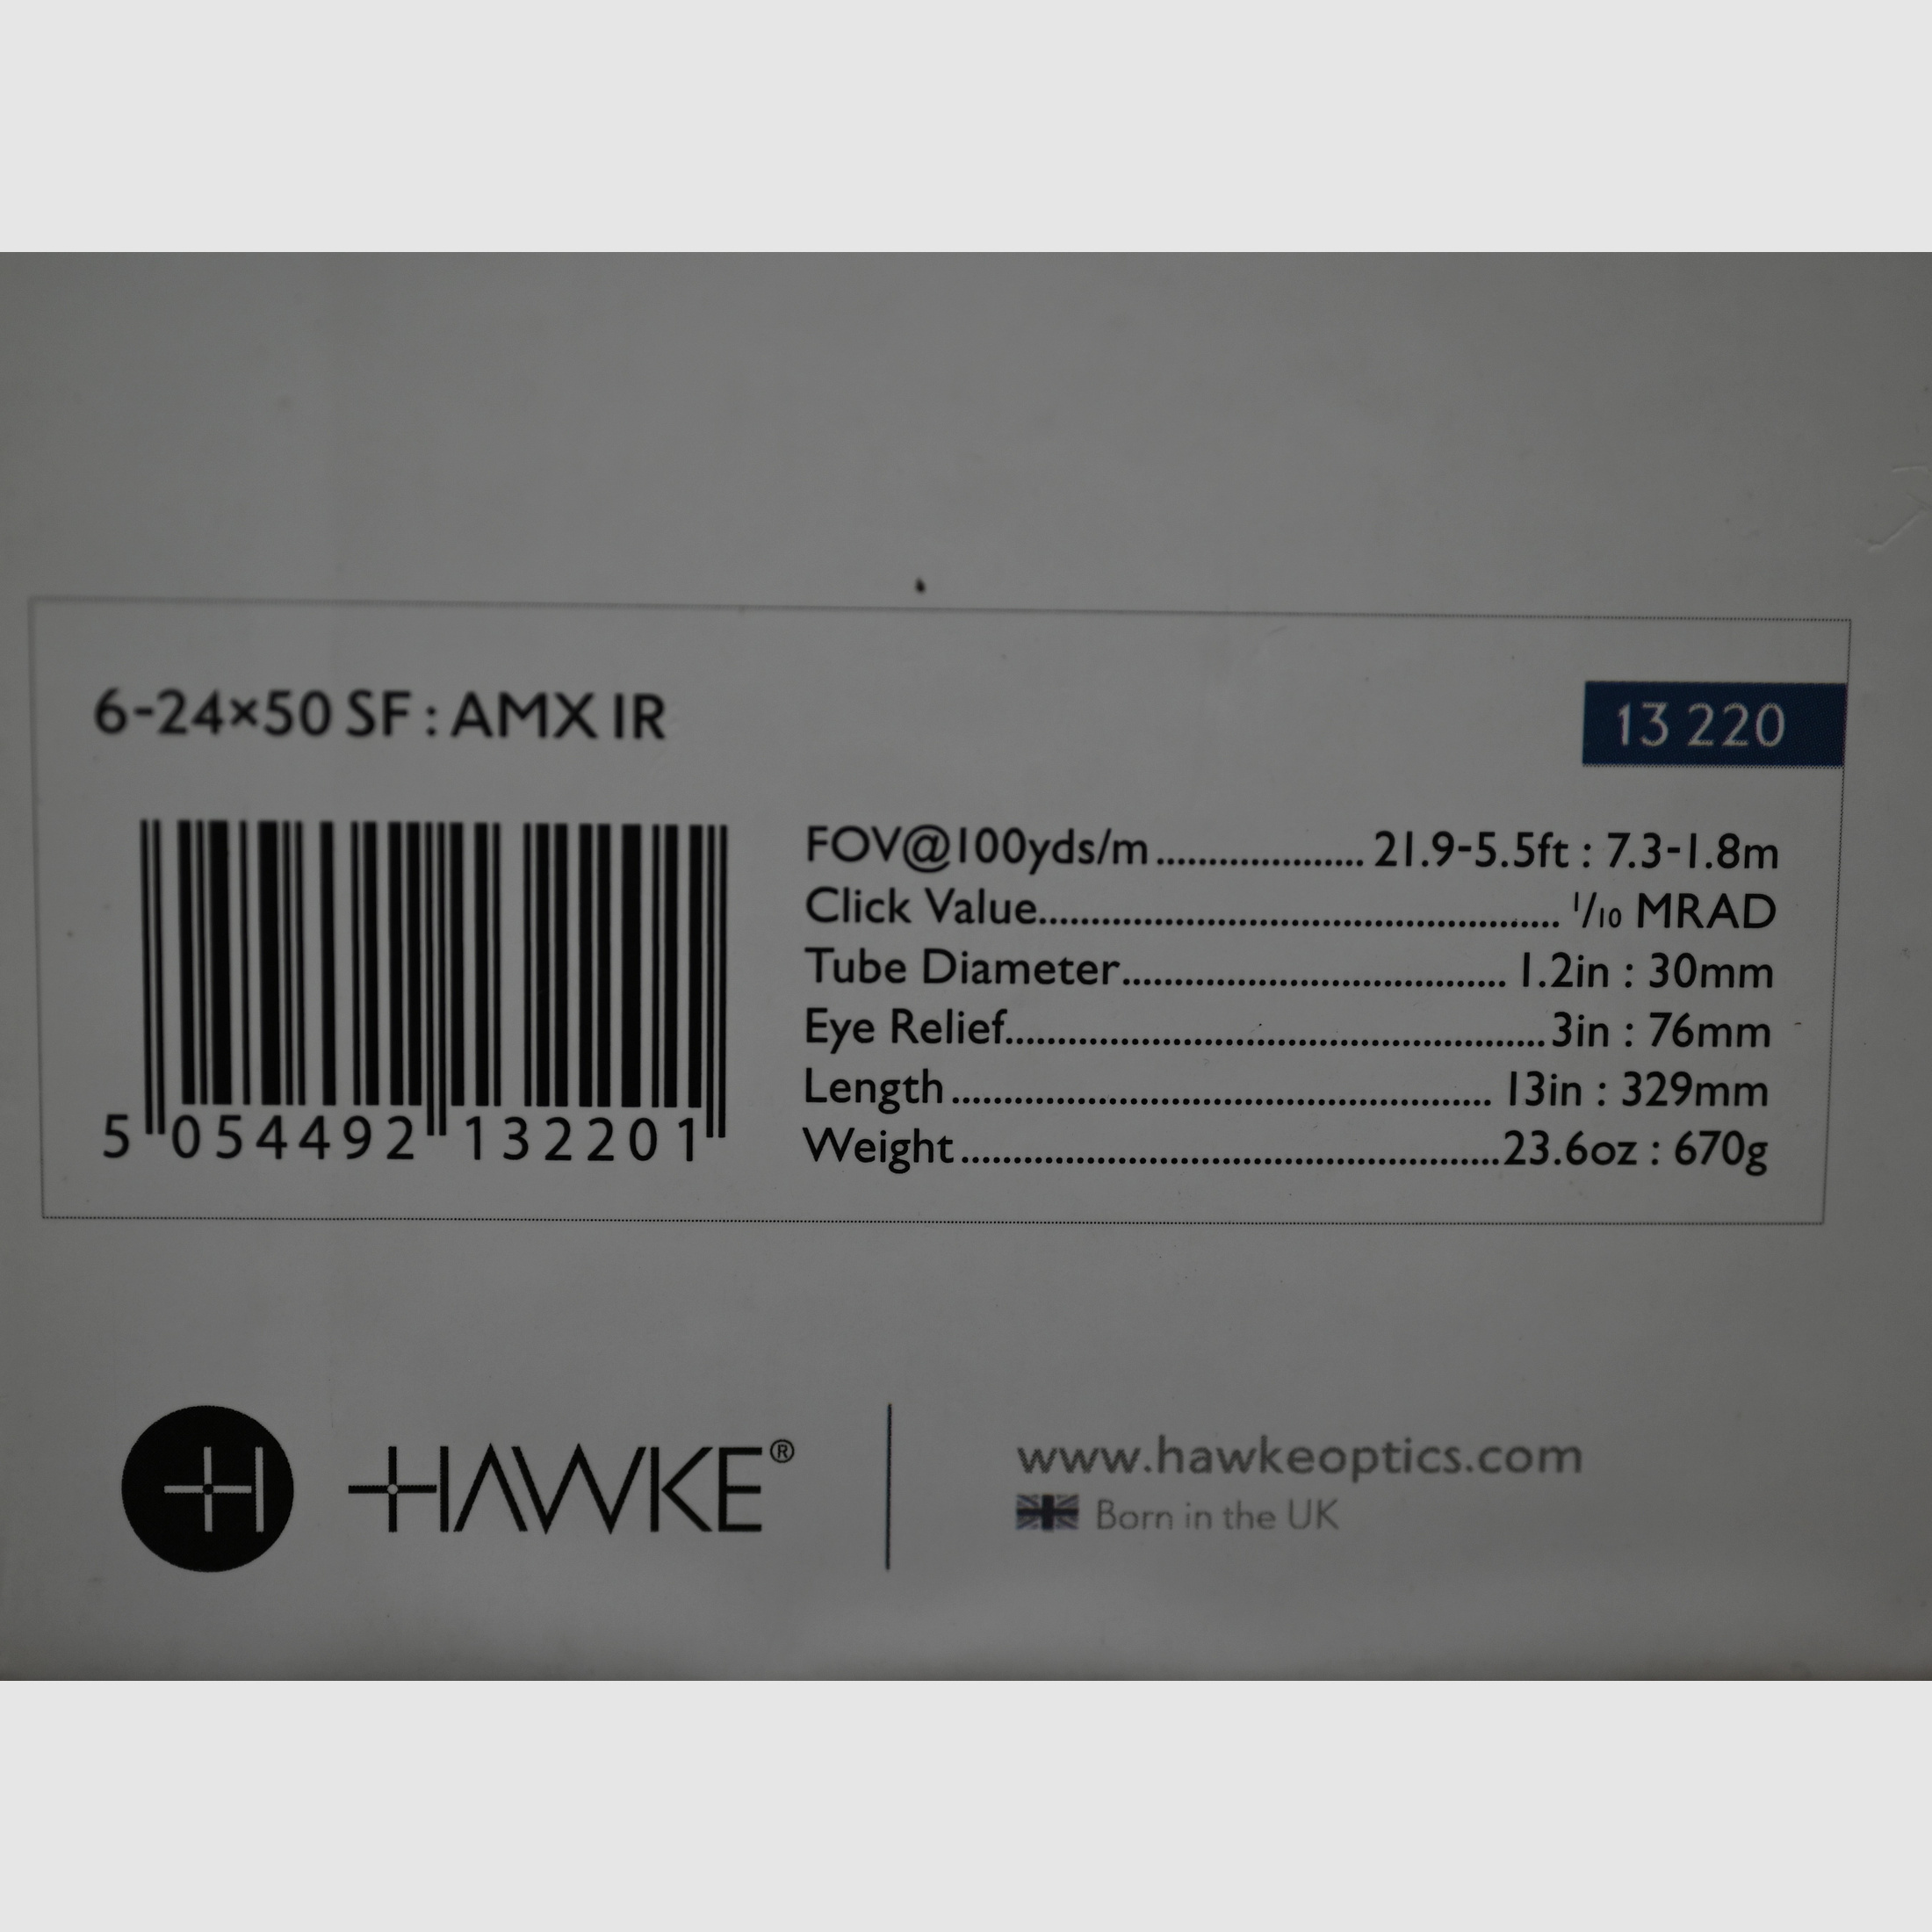 6-24×50 SF : AMX IR
13 220
FOV@100yds/m.................... 21.9-5.5ft : 7.3-1.8m
Click Value.................................................. 1/10 MRAD
Tube Diameter..................................... 1.2in : 30mm
Eye Relief.................................................... 3in : 76mm
Length.................................................... 13in : 329mm
Weight....................................................23.6oz : 670g
5 054492 132201
HAWKE®
www.hawkeoptics.com
Born in the UK